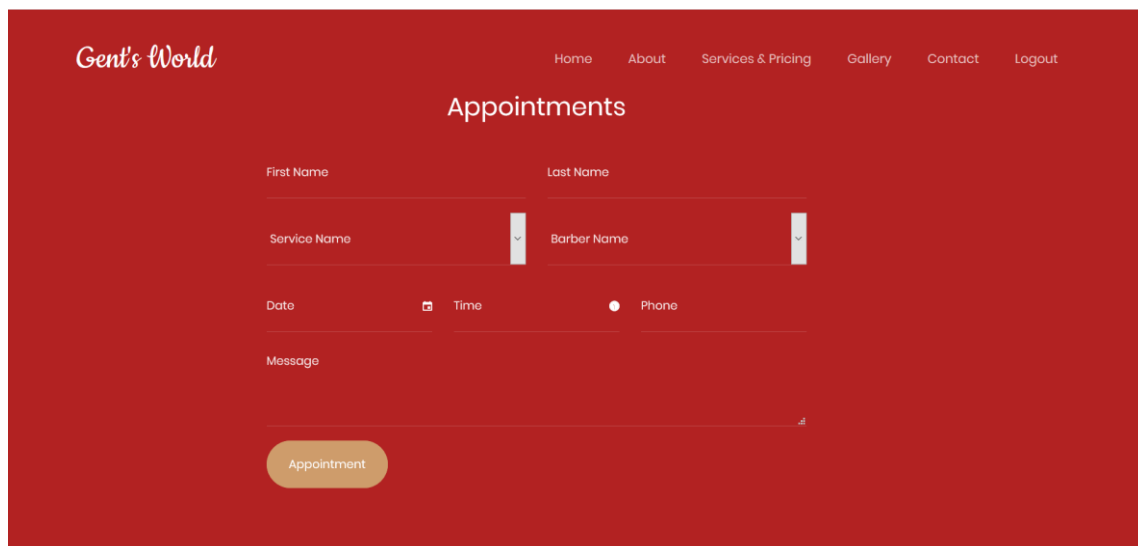 Gent's World
Home About Services & Pricing Gallery Contact Logout
Appointments
First Name Last Name
Service Name Barber Name
Date Time Phone
Message
Appointment